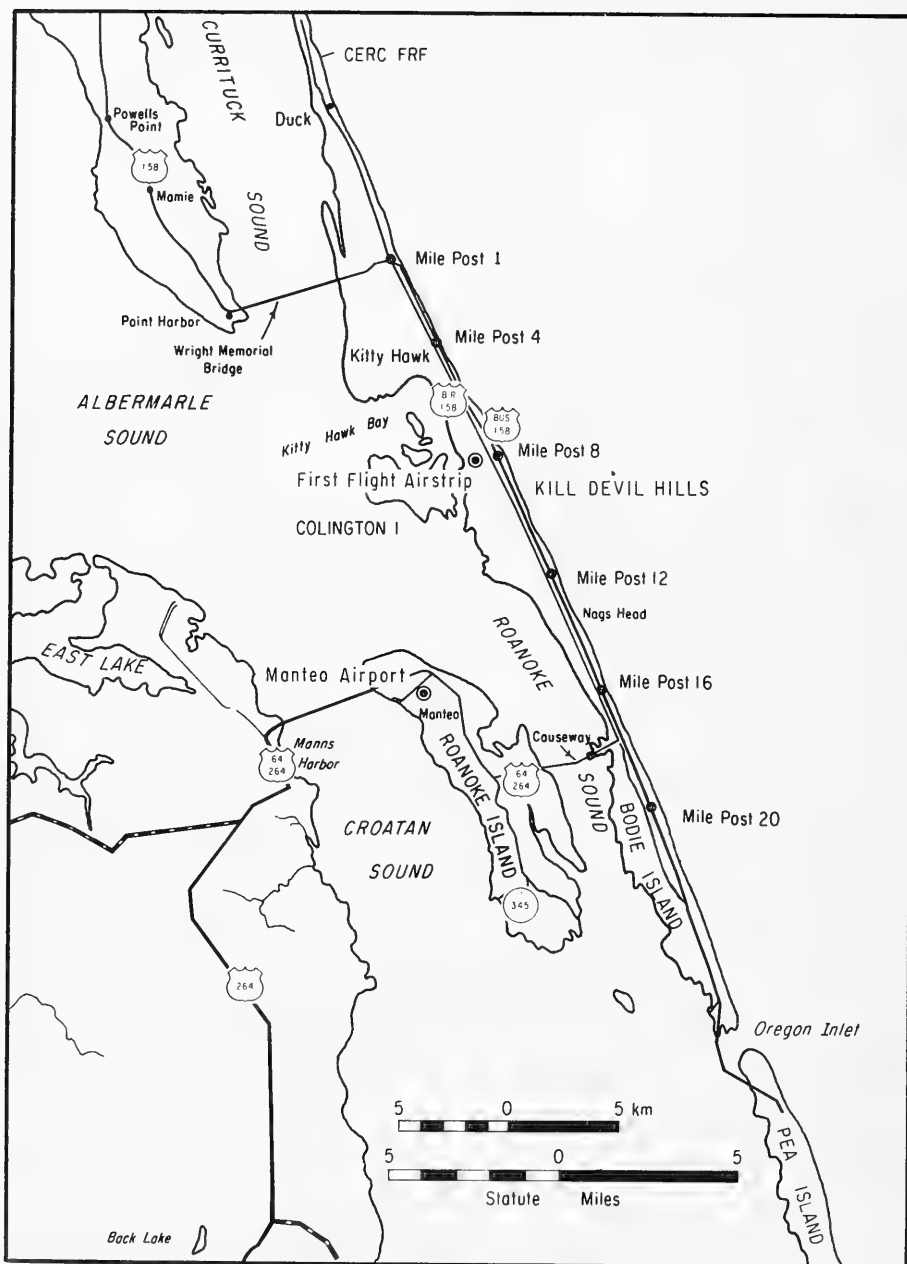 CURRITUCK
SOUND
CERC FRF
Duck
Powells
Point
158
Mamie
Mile Post 1
Point Harbor
Wright Memorial
Bridge
Mile Post 4
Kitty Hawk
BR
158
BUS
158
ALBERMARLE
SOUND
Kitty Hawk Bay
Mile Post 8
First Flight Airstrip
KILL DEVIL HILLS
COLINGTON I
Mile Post 12
Nags Head
ROANOKE
SOUND
EAST LAKE
Manteo Airport
Manteo
Mile Post 16
Causeway
Manns
Harbor
64
264
64
264
ROANOKE ISLAND
BODIE ISLAND
Mile Post 20
CROATAN
SOUND
345
264
Oregon Inlet
5 0 5 km
5 0 5
Statute Miles
PEA ISLAND
Back Lake